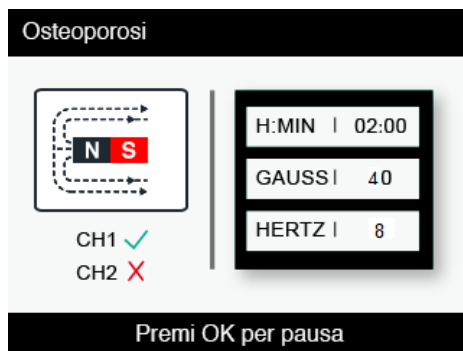 Osteoporosi
N S
CH1
CH2
H:MIN | 02:00
GAUSS | 40
HERTZ | 8
Premi OK per pausa